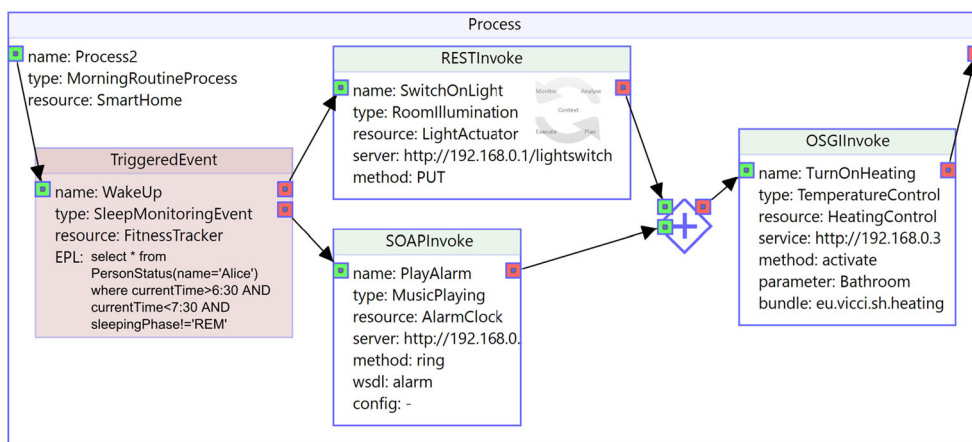 Process
name: Process2
type: MorningRoutineProcess
resource: SmartHome
TriggeredEvent
name: WakeUp
type: SleepMonitoringEvent
resource: FitnessTracker
EPL: select * from
PersonStatus(name='Alice')
where currentTime>6:30 AND
currentTime<7:30 AND
sleepingPhase!='REM'
RESTInvoke
name: SwitchOnLight
type: RoomIllumination
resource: LightActuator
server: http://192.168.0.1/lightswitch
method: PUT
Monitor
Analyse
Context
Execute
Plan
SOAPInvoke
name: PlayAlarm
type: MusicPlaying
resource: AlarmClock
server: http://192.168.0.
method: ring
wsdl: alarm
config: -
OSGIInvoke
name: TurnOnHeating
type: TemperatureControl
resource: HeatingControl
service: http://192.168.0.3
method: activate
parameter: Bathroom
bundle: eu.vicci.sh.heating